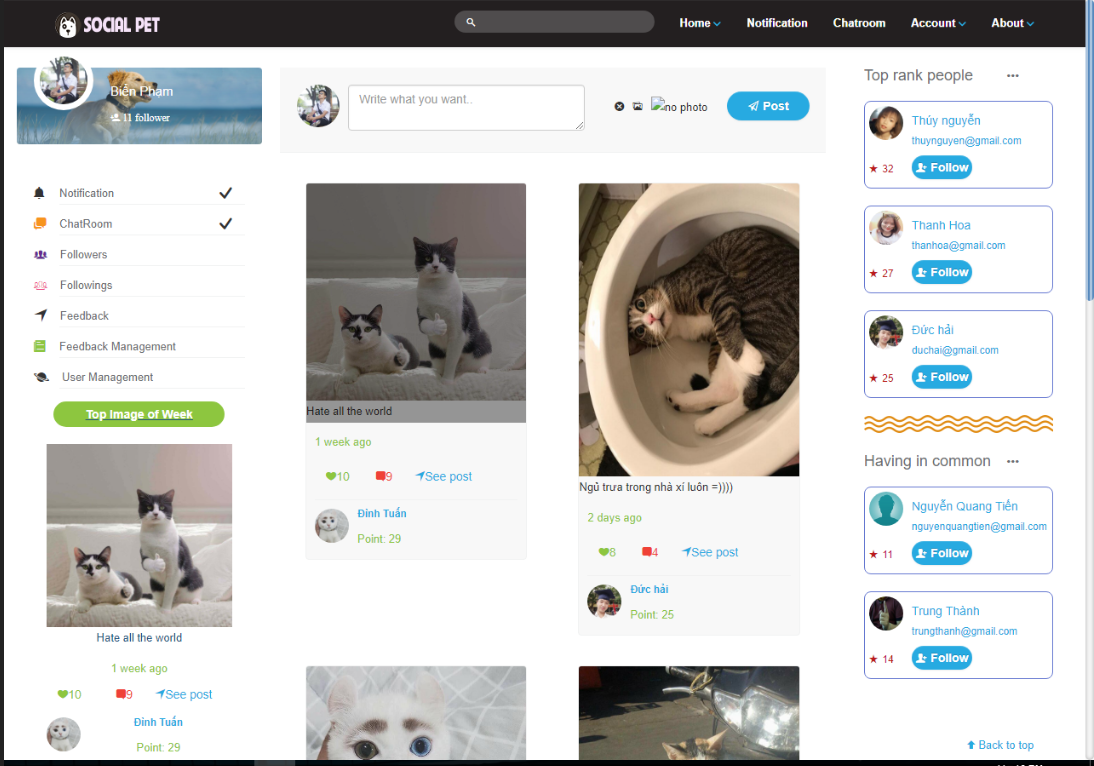 SOCIAL PET
Home
Notification
Chatroom
Account
About
Biên Phạm
11 follower
Write what you want..
no photo
Post
Notification
ChatRoom
Followers
Followings
Feedback
Feedback Management
User Management
Top Image of Week
Hate all the world
1 week ago
10
9
See post
Đinh Tuấn
Point: 29
Hate all the world
1 week ago
10
9
See post
Đinh Tuấn
Point: 29
Ngủ trưa trong nhà xí luôn =))))
2 days ago
8
4
See post
Đức hải
Point: 25
Top rank people
Thúy nguyễn
thuynguyen@gmail.com
32
Follow
Thanh Hoa
thanhoa@gmail.com
27
Follow
Đức hải
duchai@gmail.com
25
Follow
Having in common
Nguyễn Quang Tiến
nguyenquangtien@gmail.com
11
Follow
Trung Thành
trungthanh@gmail.com
14
Follow
Back to top